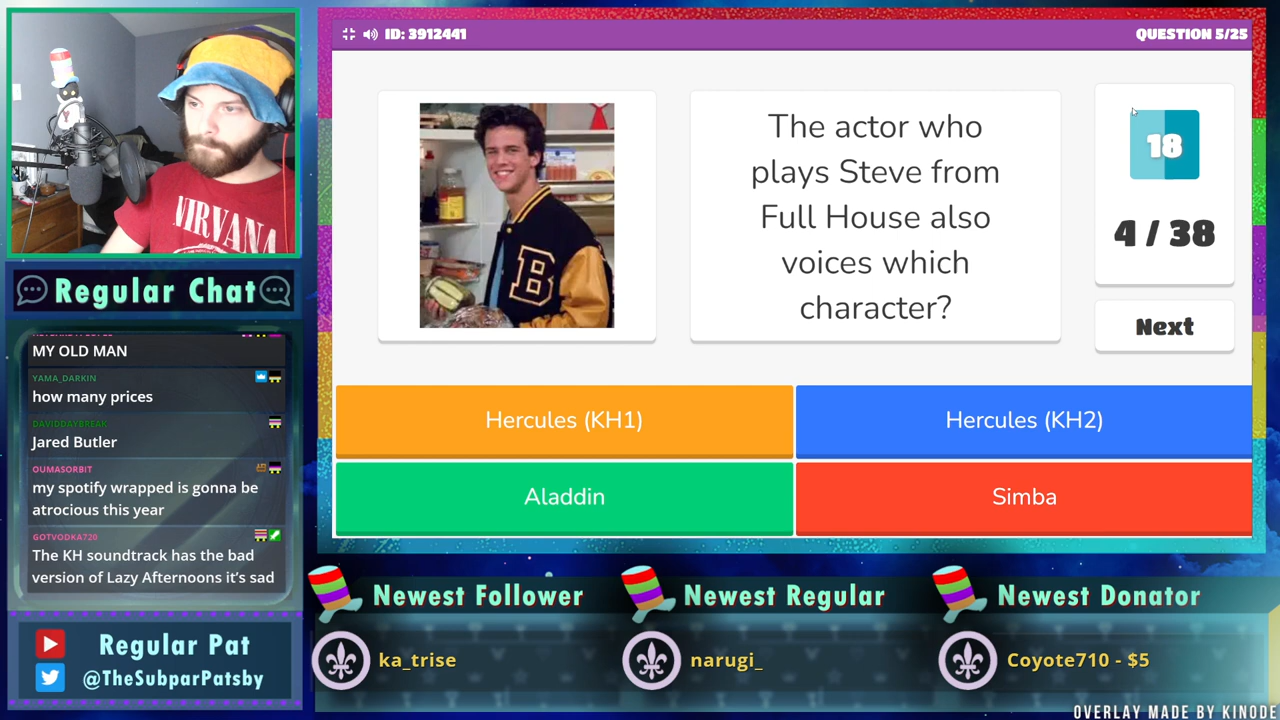 NIRVANA
Regular Chat
MY OLD MAN
YAMA_DARKIN
how many prices
DAVIDDAYBREAK
Jared Butler
OUMASORBIT
my spotify wrapped is gonna be
atrocious this year
GOTVODKA720
The KH soundtrack has the bad
version of Lazy Afternoons it's sad
Regular Pat
@TheSubparPatsby
ID: 3912441
QUESTION 5/25
B
The actor who
plays Steve from
Full House also
voices which
character?
18
4 / 38
Next
Hercules (KH1)
Hercules (KH2)
Aladdin
Simba
Newest Follower
ka_trise
Newest Regular
narugi_
Newest Donator
Coyote710 - $5
OVERLAY MADE BY KINODE